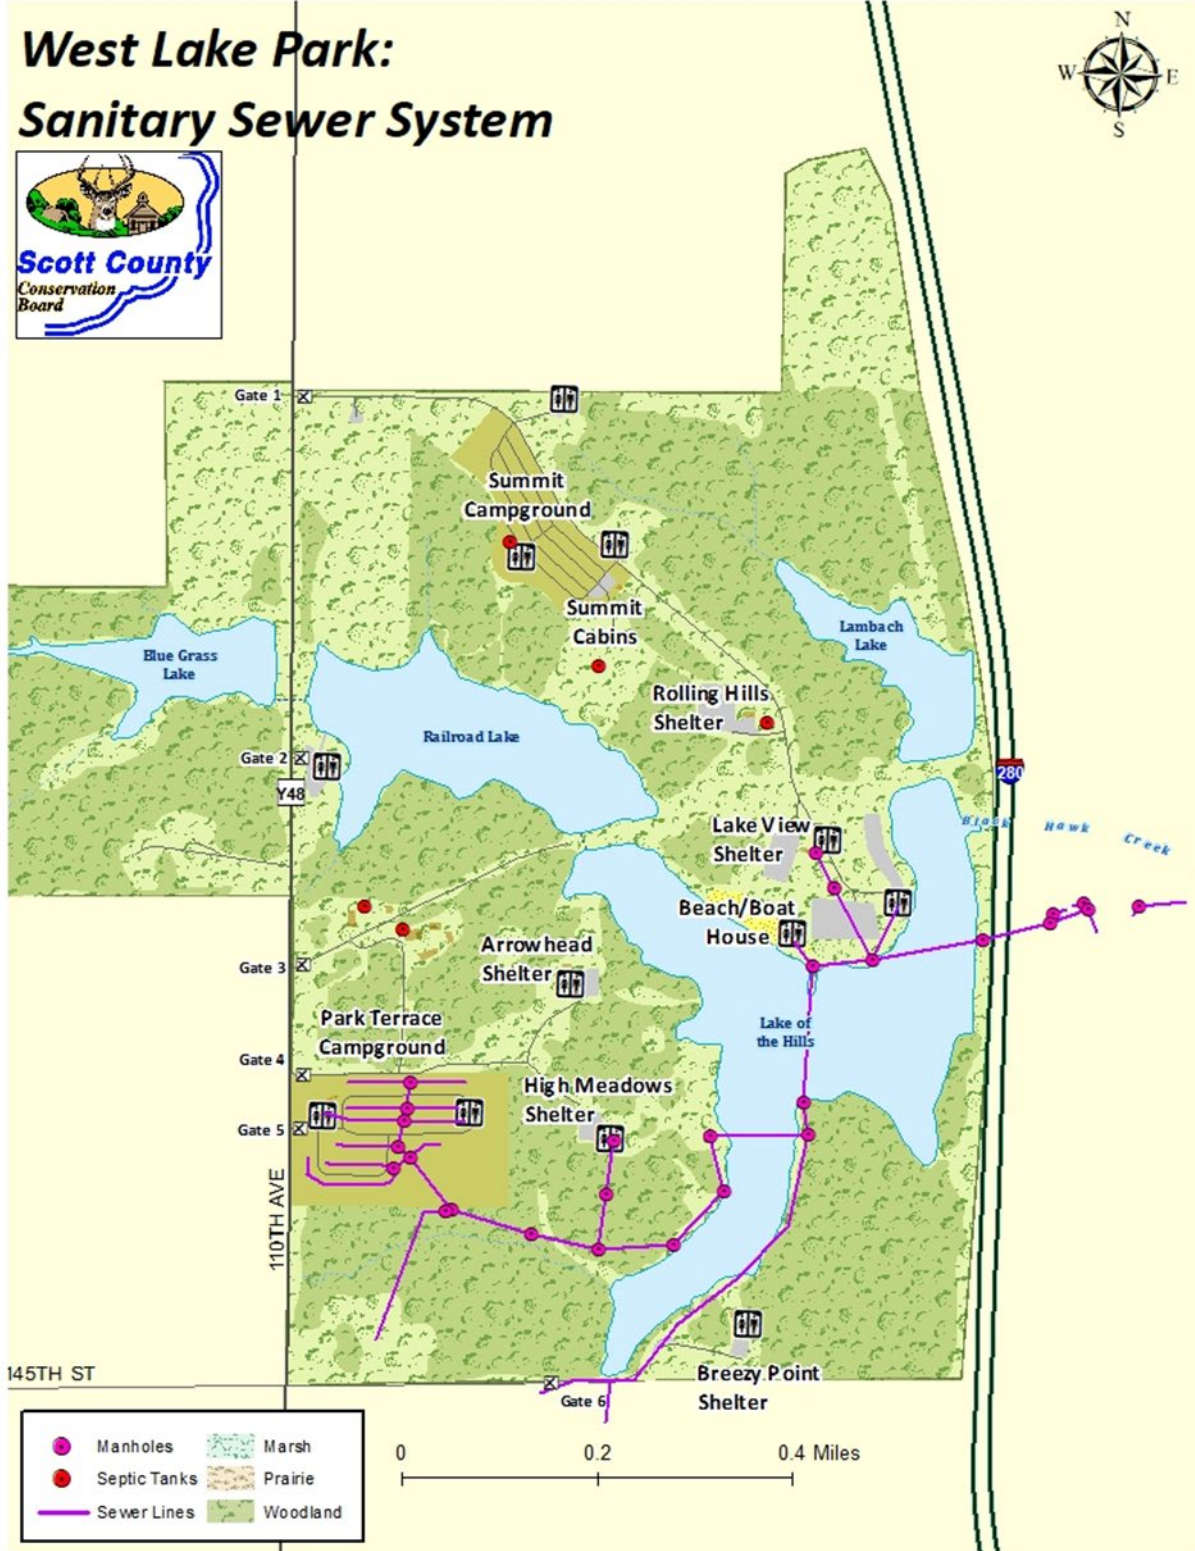 West Lake Park:
Sanitary Sewer System
N
W
E
S
Scott County
Conservation
Board
Gate 1
Summit
Campground
Summit
Cabins
Lambach
Lake
Blue Grass
Lake
Rolling Hills
Shelter
Railroad Lake
Gate 2
Y48
280
Black Hawk Creek
Lake View
Shelter
Beach/Boat
House
Arrowhead
Shelter
Gate 3
Park Terrace
Campground
Lake of
the Hills
Gate 4
High Meadows
Shelter
Gate 5
110TH AVE
145TH ST
Breezy Point
Shelter
Gate 6
Manholes
Marsh
Septic Tanks
Prairie
Sewer Lines
Woodland
0 0.2 0.4 Miles